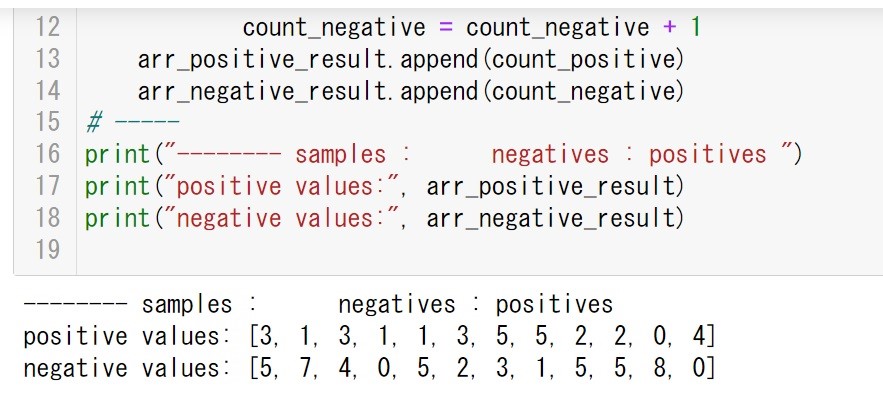 12 count_negative = count_negative + 1
13 arr_positive_result.append(count_positive)
14 arr_negative_result.append(count_negative)
15 # -----
16 print("-------- samples :      negatives : positives ")
17 print("positive values:", arr_positive_result)
18 print("negative values:", arr_negative_result)
19
-------- samples :      negatives : positives
positive values: [3, 1, 3, 1, 1, 3, 5, 5, 2, 2, 0, 4]
negative values: [5, 7, 4, 0, 5, 2, 3, 1, 5, 5, 8, 0]